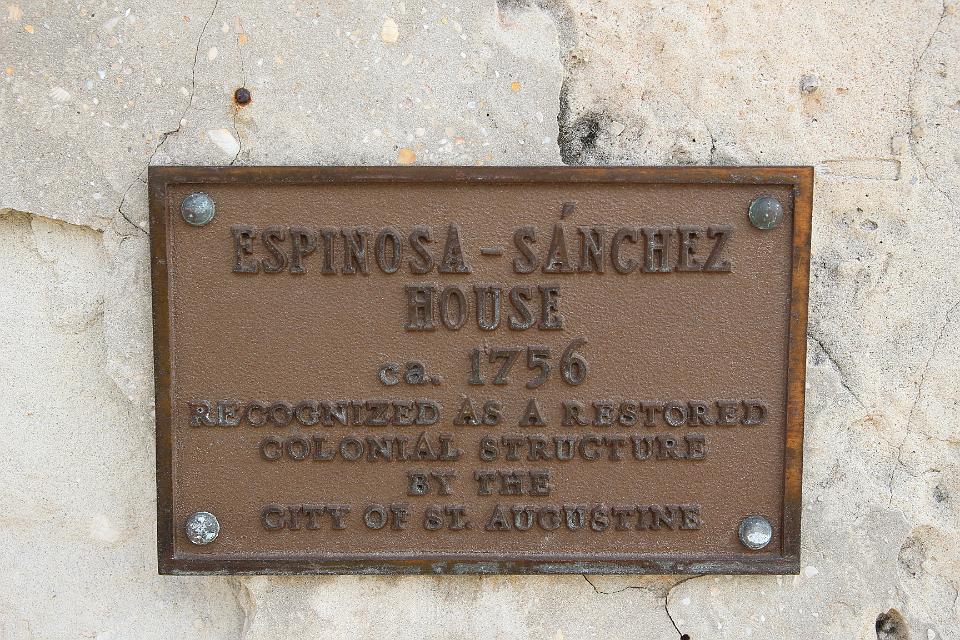 ESPINOSA-SÁNCHEZ
HOUSE
ca. 1756
RECOGNIZED AS A RESTORED
COLONIAL STRUCTURE
BY THE
CITY OF ST. AUGUSTINE